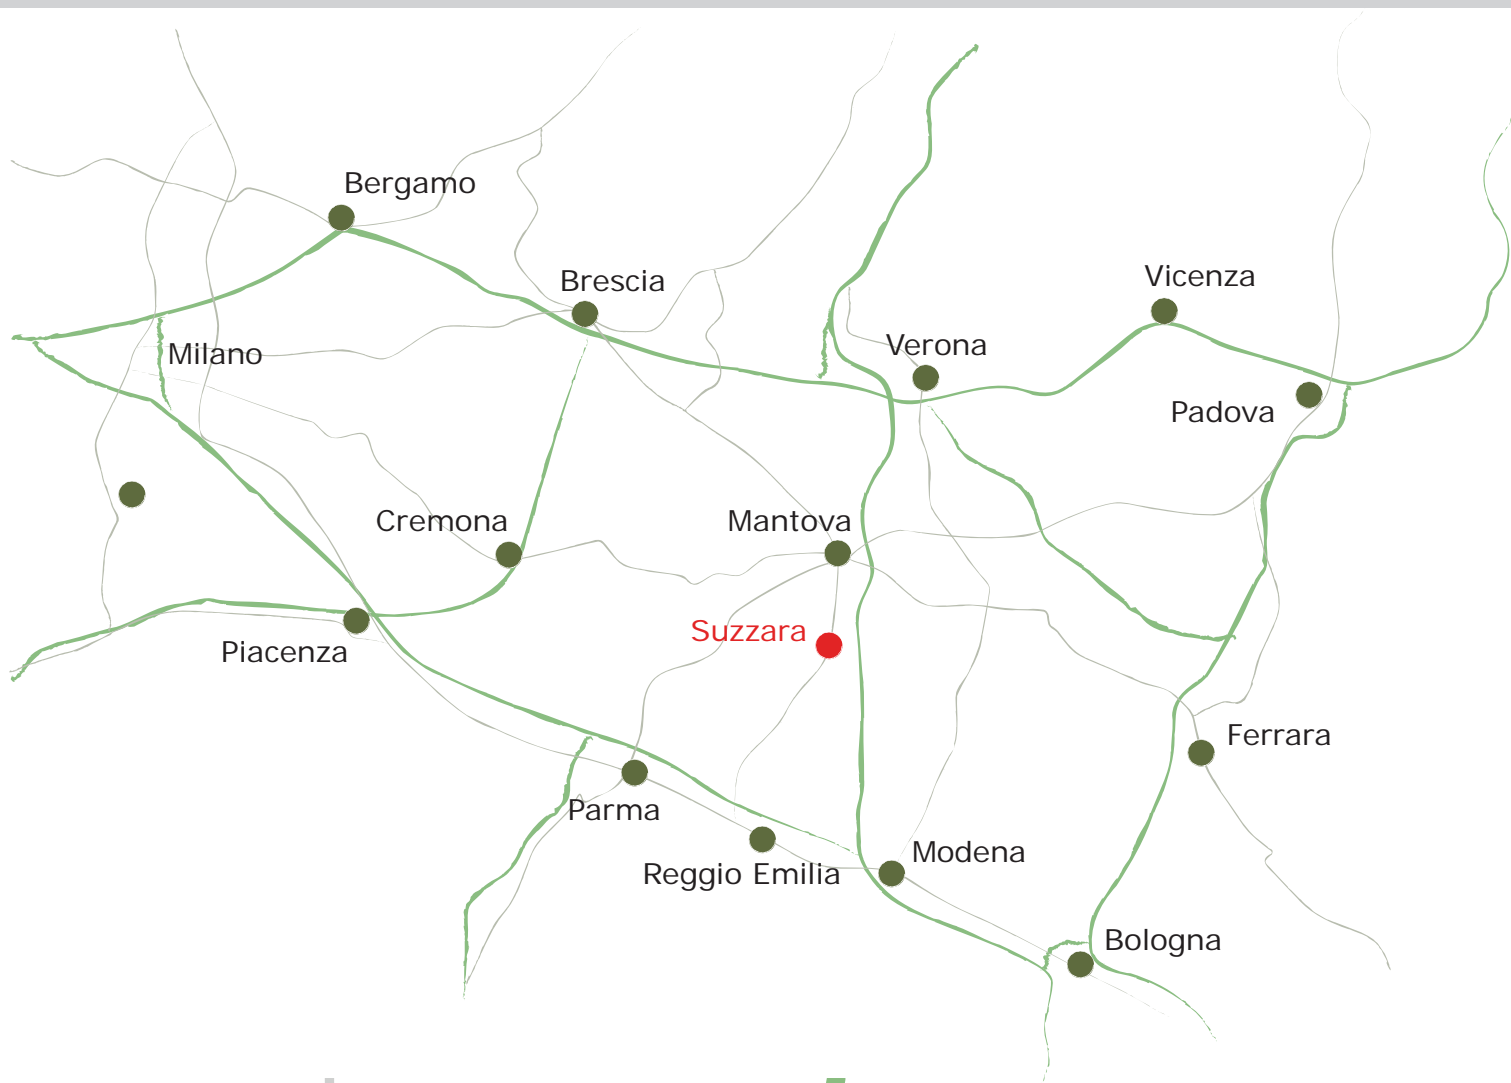 Bergamo
Brescia
Vicenza
Verona
Milano
Padova
Cremona
Mantova
Suzzara
Piacenza
Ferrara
Parma
Modena
Reggio Emilia
Bologna